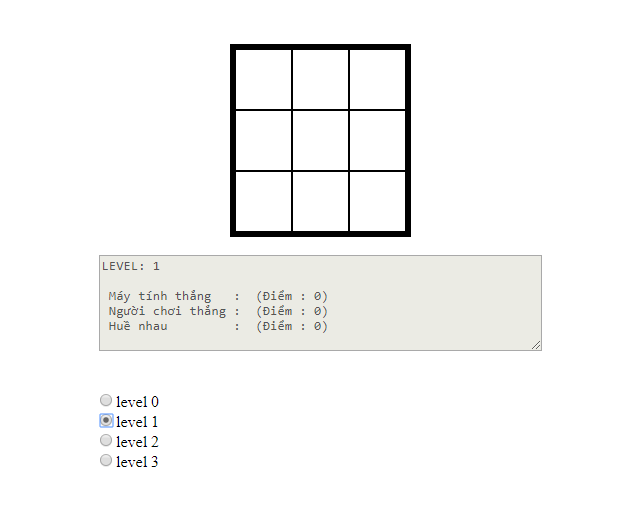 LEVEL: 1
Máy tính thắng : (Điểm : 0)
Người chơi thắng : (Điểm : 0)
Huề nhau : (Điểm : 0)
level 0
level 1
level 2
level 3